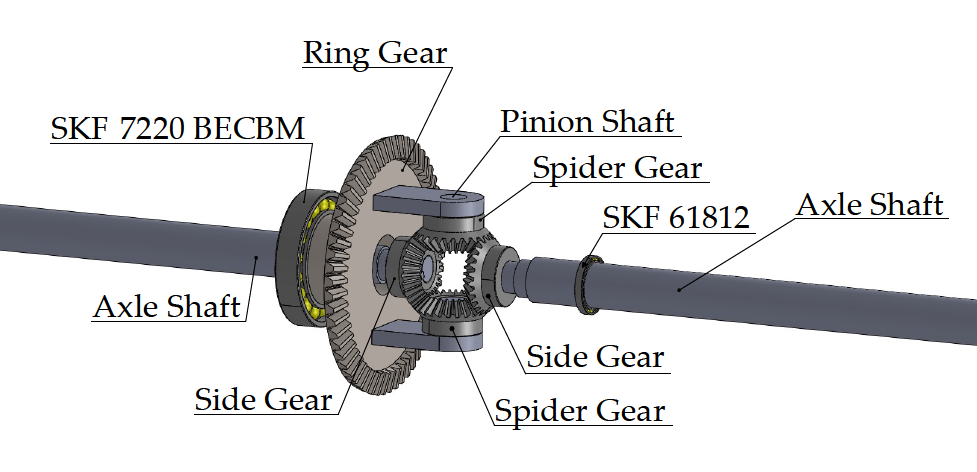 Ring Gear
SKF 7220 BECBM
Pinion Shaft
Spider Gear
SKF 61812
Axle Shaft
Axle Shaft
Side Gear
Side Gear
Spider Gear